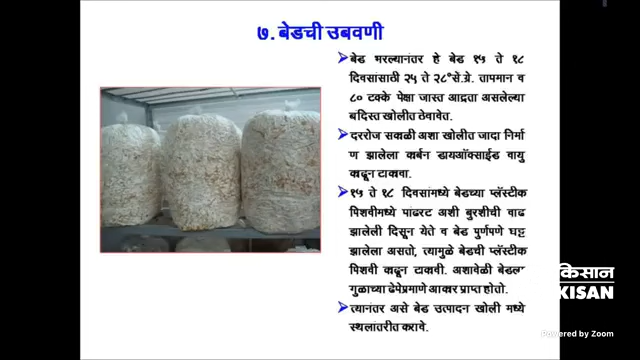 ७. बेडची उबवणी
बेड भरल्यानंतर हे बेड १५ ते १८
दिवसांसाठी २५ ते २८°से.ग्रे. तापमान व
८० टक्के पेक्षा जास्त आद्रता असलेल्या
बंदिस्त खोलीत ठेवावेत.
दररोज सकाळी अशा खोलीत जादा निर्मा
ण झालेला कार्बन डायऑक्साईड वायु
काढून टाकावा.
१५ ते १८ दिवसांमध्ये बेडच्या प्लॅस्टीक
पिशवीमध्ये पांढरट अशी बुरशीची वाढ
झालेली दिसून येते व बेड पुर्णपणे घट्ट
झालेला असतो, त्यामुळे बेडची प्लॅस्टीक
पिशवी काढून टाकावी. अशावेळी बेडला
गुळाच्या ढेपेप्रमाणे आकार प्राप्त होतो.
त्यानंतर असे बेड उत्पादन खोली मध्ये
स्थलांतरीत करावे.
किसान
KISAN
Powered by Zoom